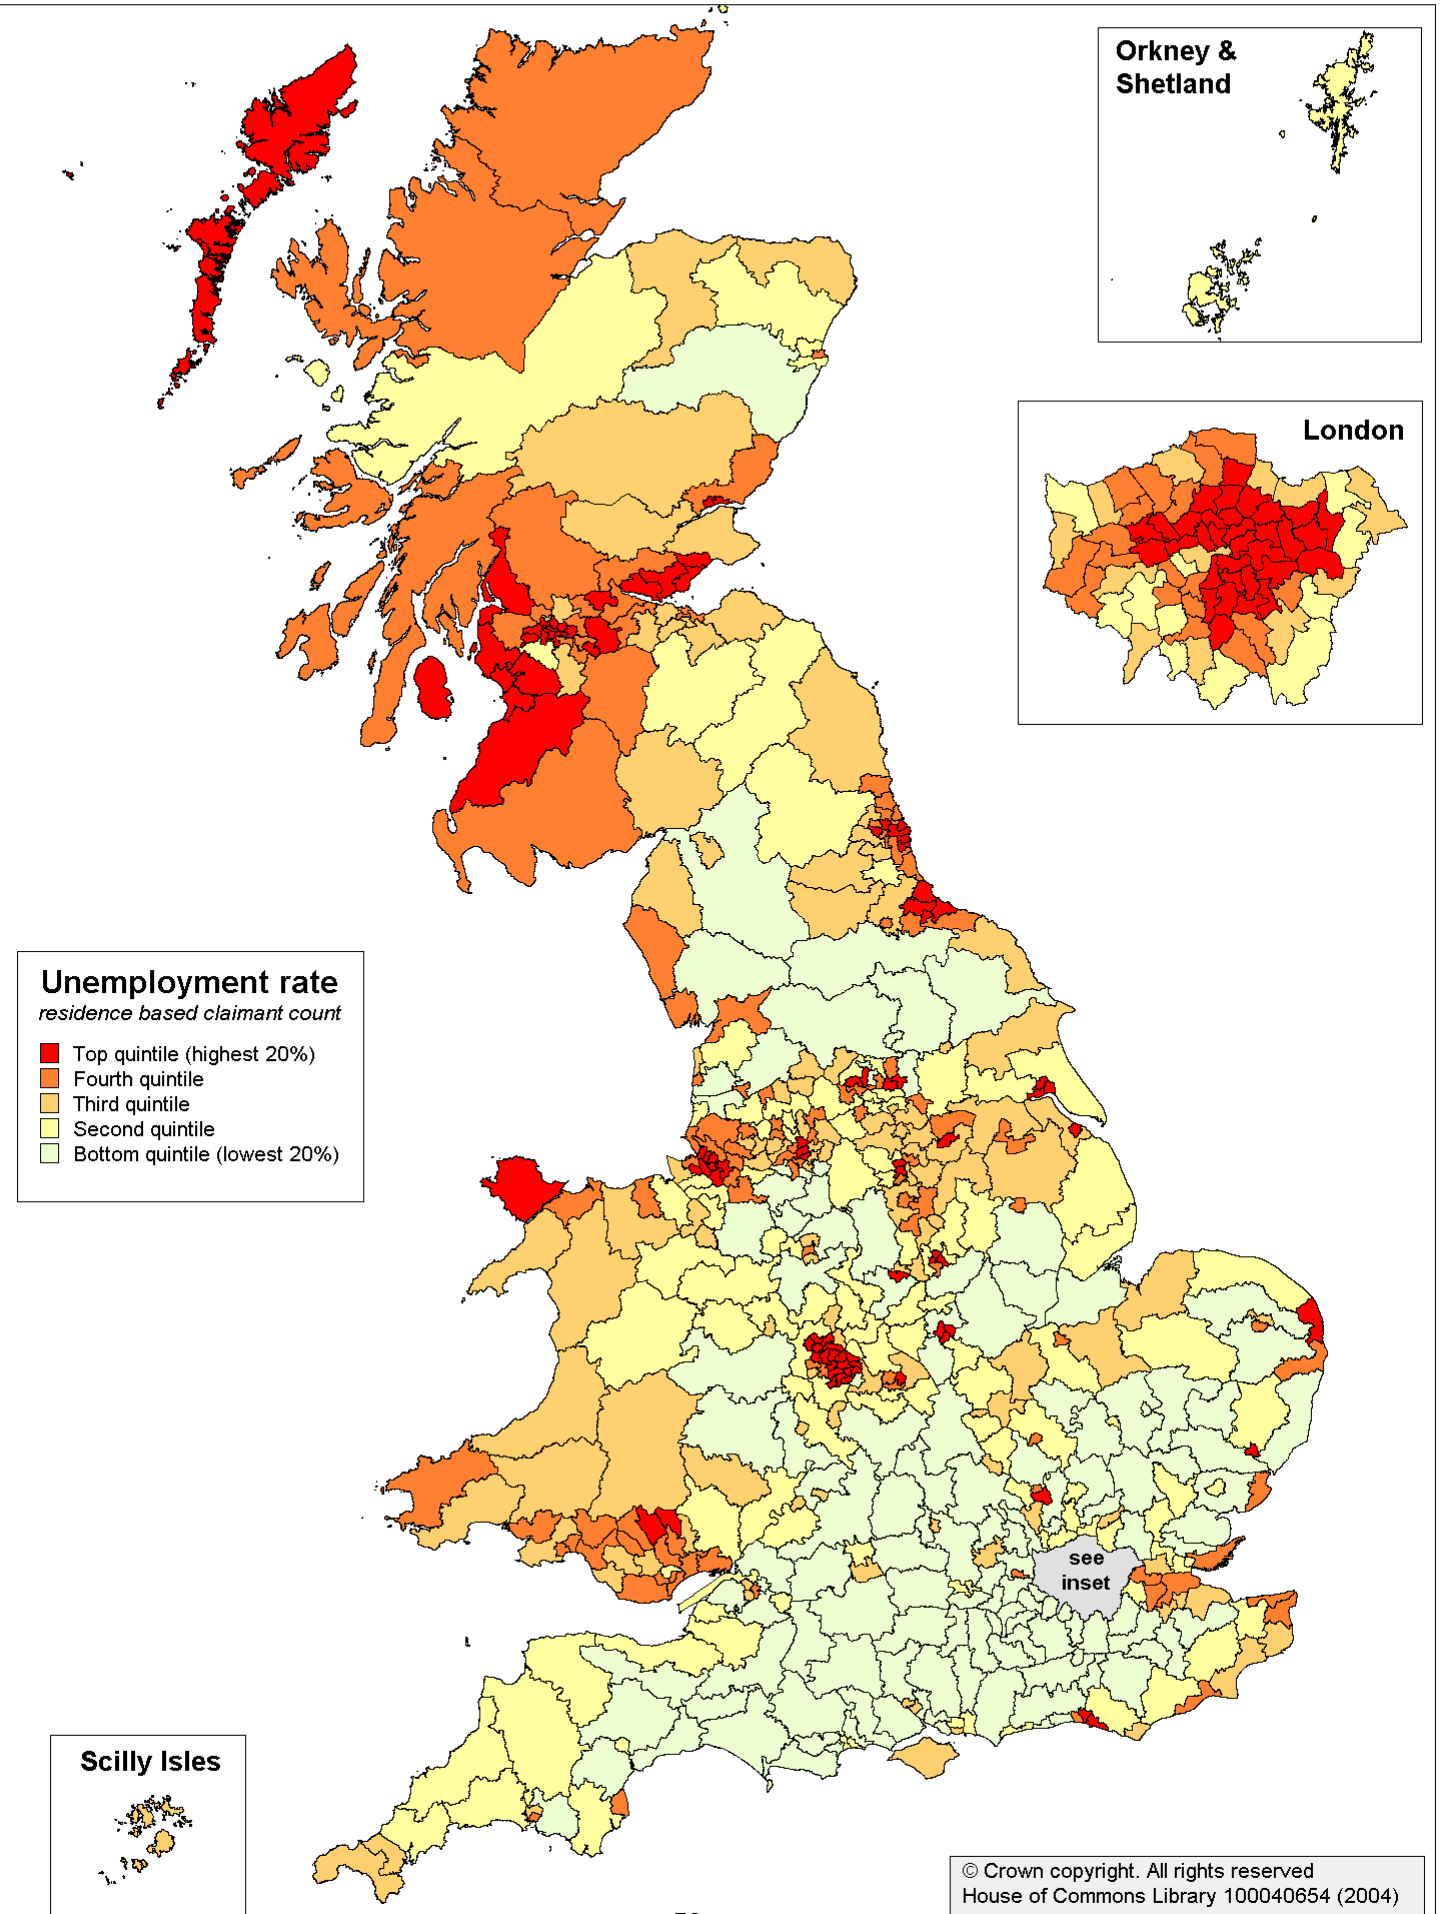 Orkney &
Shetland
London
Unemployment rate
residence based claimant count
Top quintile (highest 20%)
Fourth quintile
Third quintile
Second quintile
Bottom quintile (lowest 20%)
see
inset
Scilly Isles
© Crown copyright. All rights reserved
House of Commons Library 100040654 (2004)